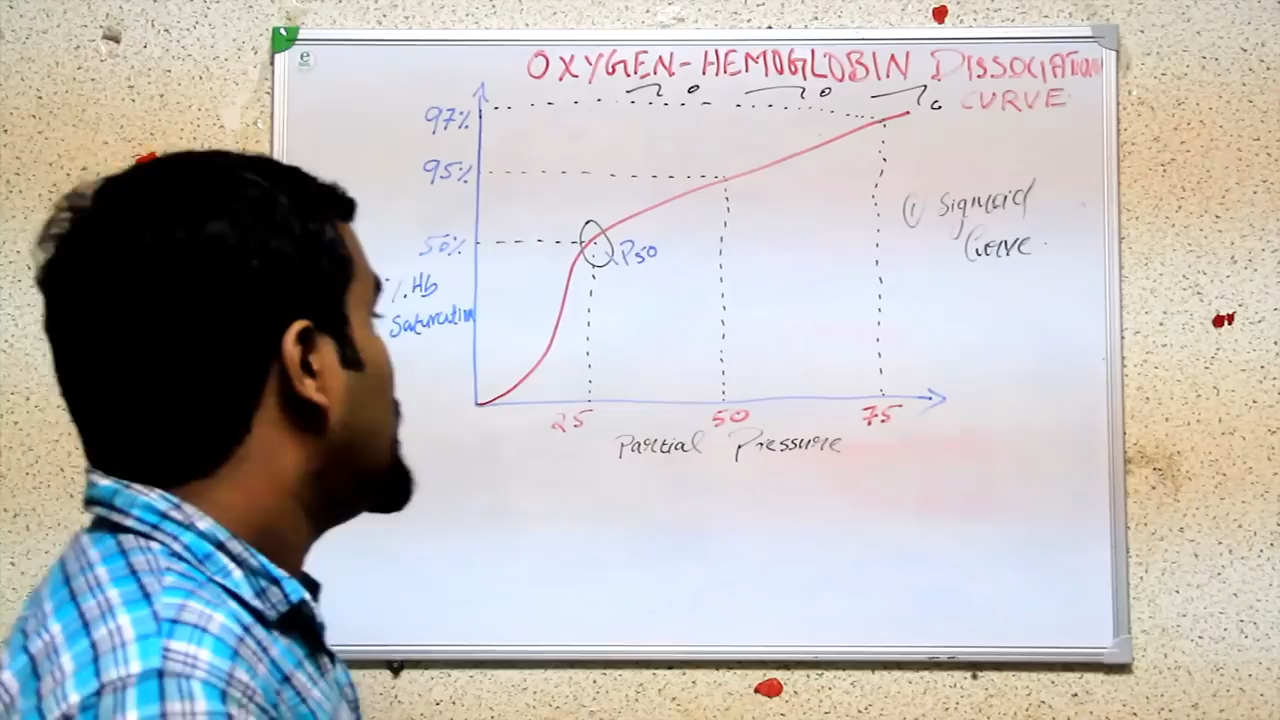 OXYGEN-HEMOGLOBIN DISSOCIATION
CURVE
97%
95%
50%
P50
% Hb
Saturation
① Sigmoid
Curve
25 50 75
Partial Pressure